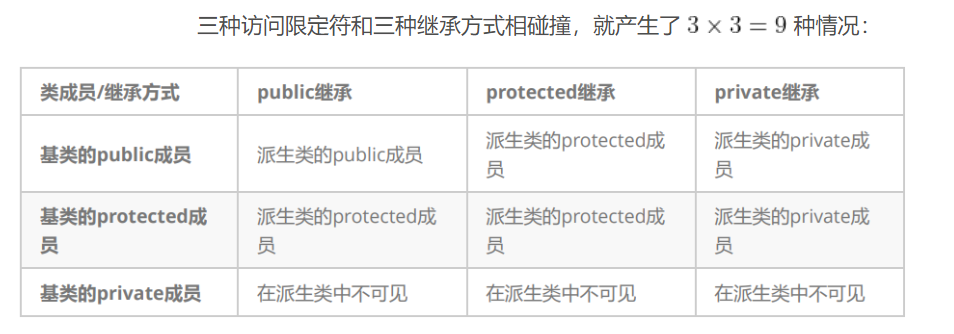 三种访问限定符和三种继承方式相碰撞，就产生了 3 × 3 = 9 种情况：
类成员/继承方式 public继承 protected继承 private继承
基类的public成员 派生类的public成员 派生类的protected成员 派生类的private成员
基类的protected成员 派生类的protected成员 派生类的protected成员 派生类的private成员
基类的private成员 在派生类中不可见 在派生类中不可见 在派生类中不可见